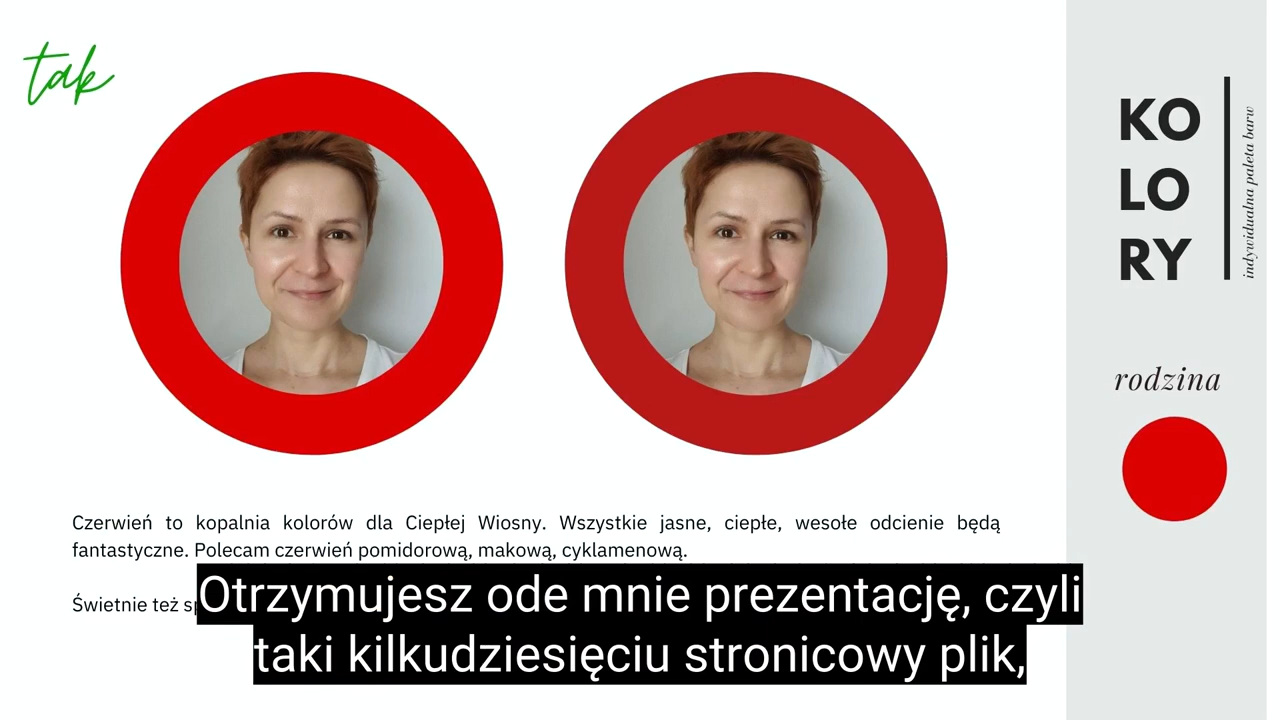 tak
KO
LO
RY
indywidualna paleta barw
rodzina
Czerwień to kopalnia kolorów dla Ciepłej Wiosny. Wszystkie jasne, ciepłe, wesołe odcienie będą
fantastyczne. Polecam czerwień pomidorową, makową, cyklamenową.
Świetnie też
Otrzymujesz ode mnie prezentację, czyli
taki kilkudziesięciu stronicowy plik,